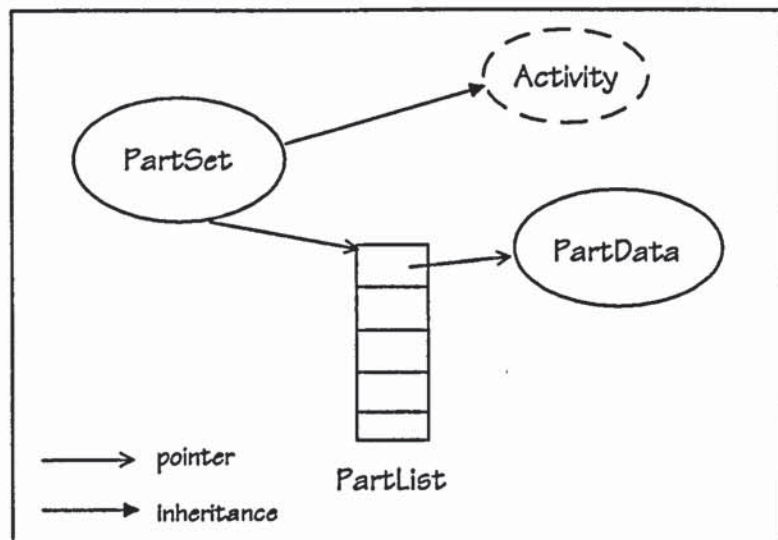 Activity
PartSet
PartData
pointer
PartList
inheritance